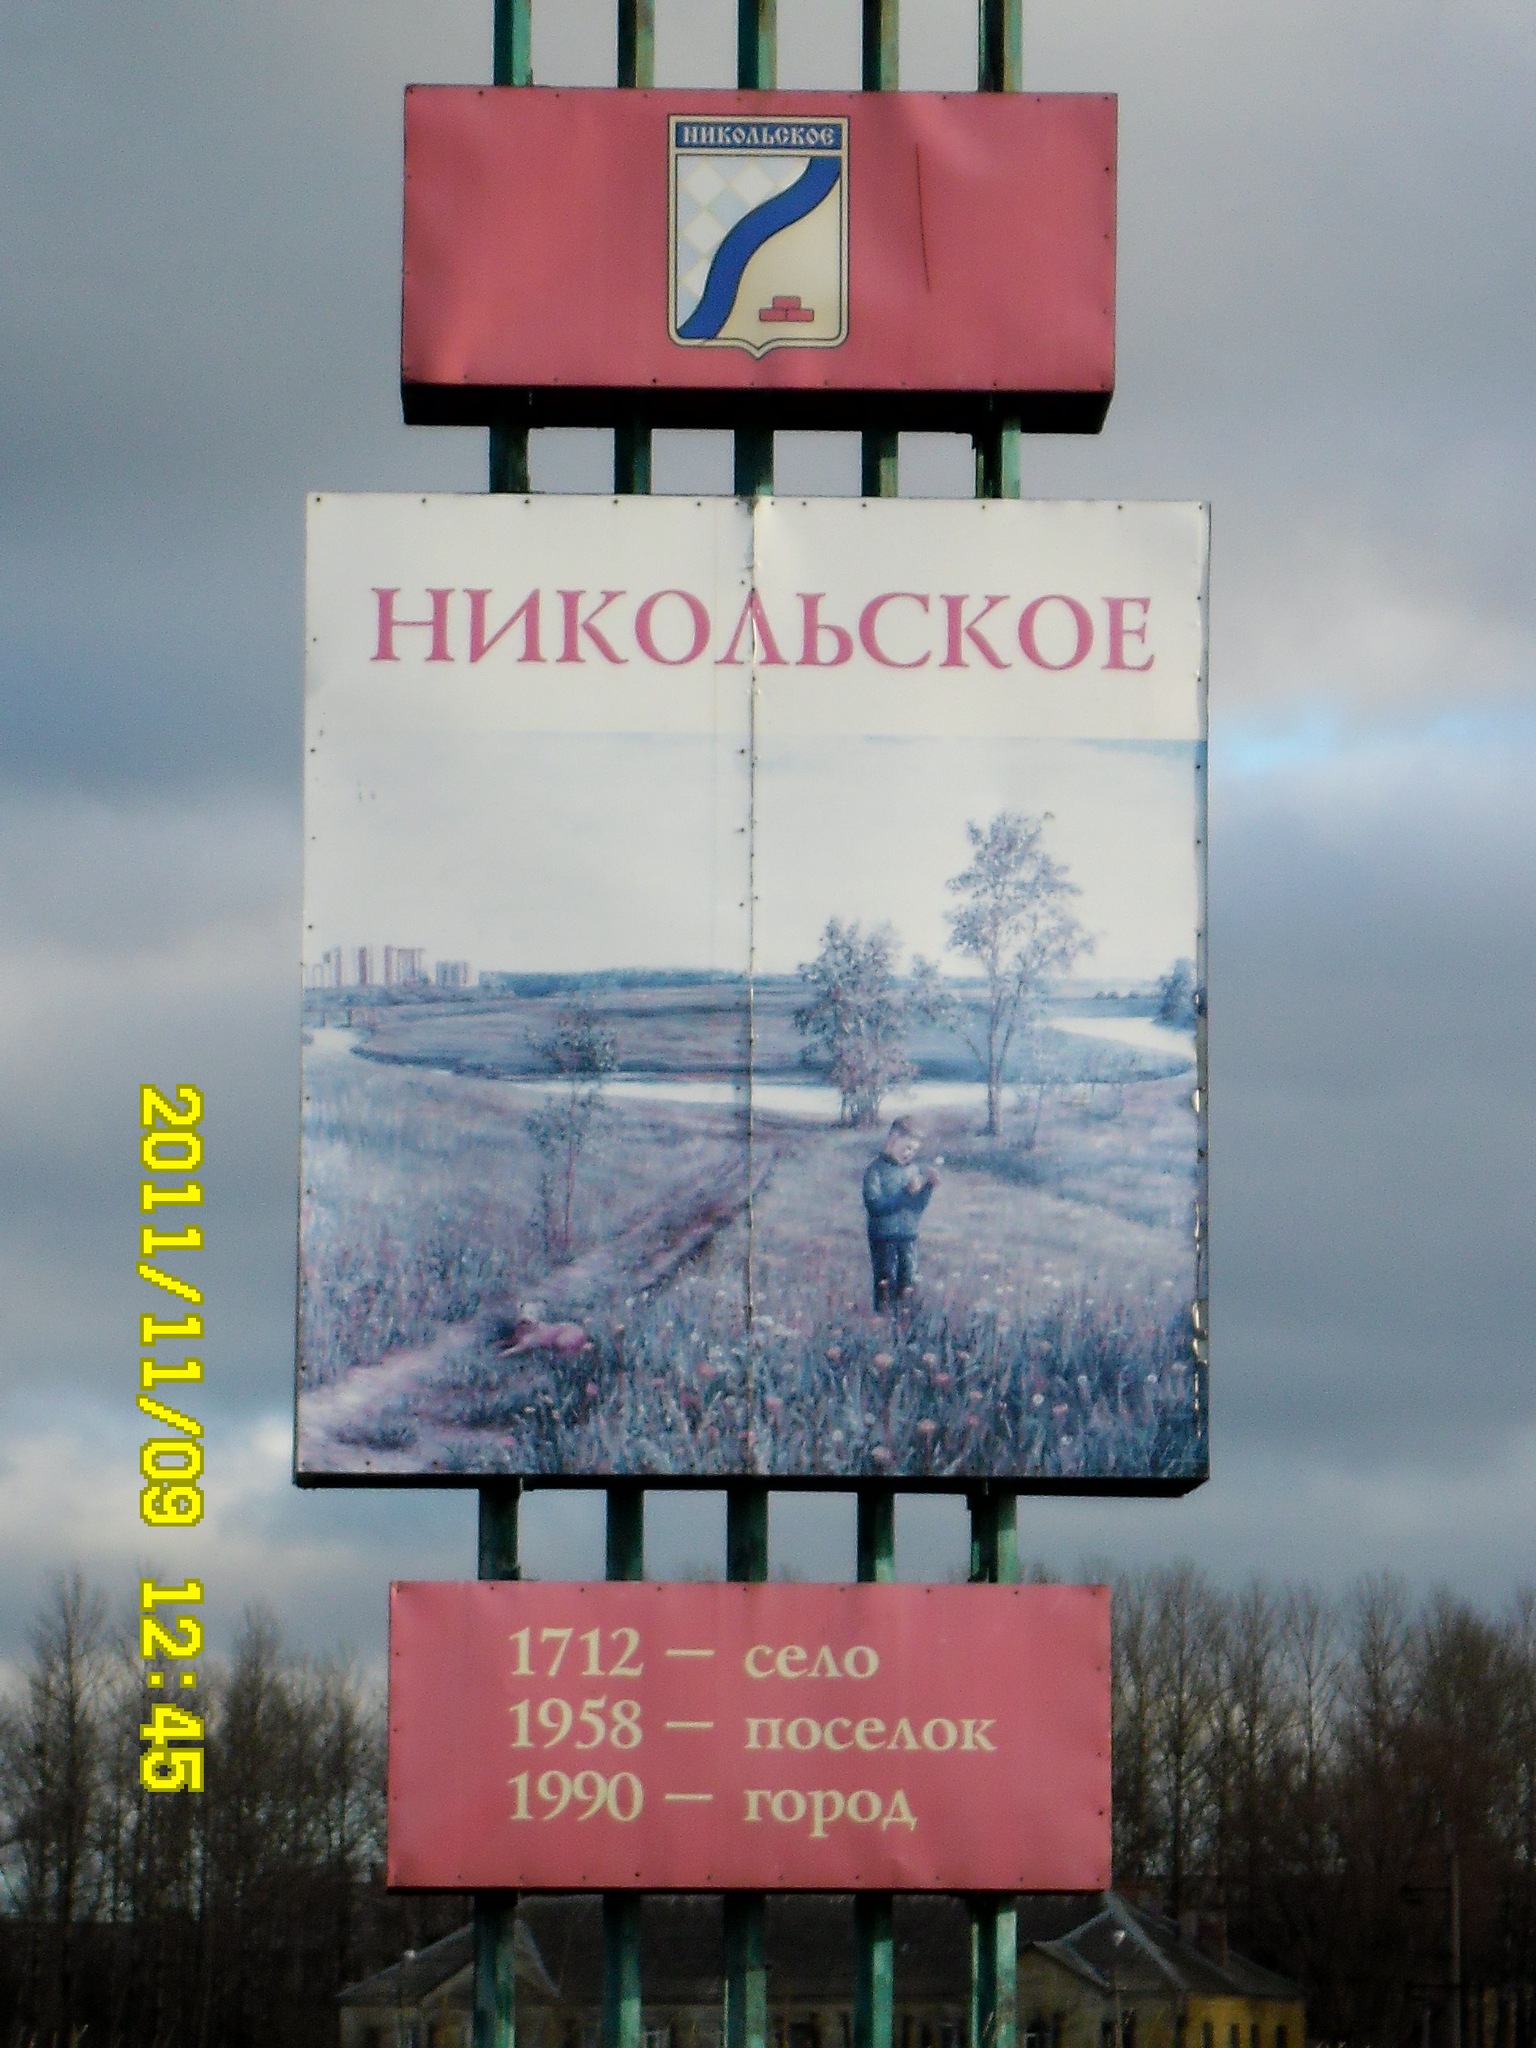 НИКОЛЬСКОЕ
НИКОЛЬСКОЕ
1712 – село
1958 – поселок
1990 – город
2011/11/09 12:45